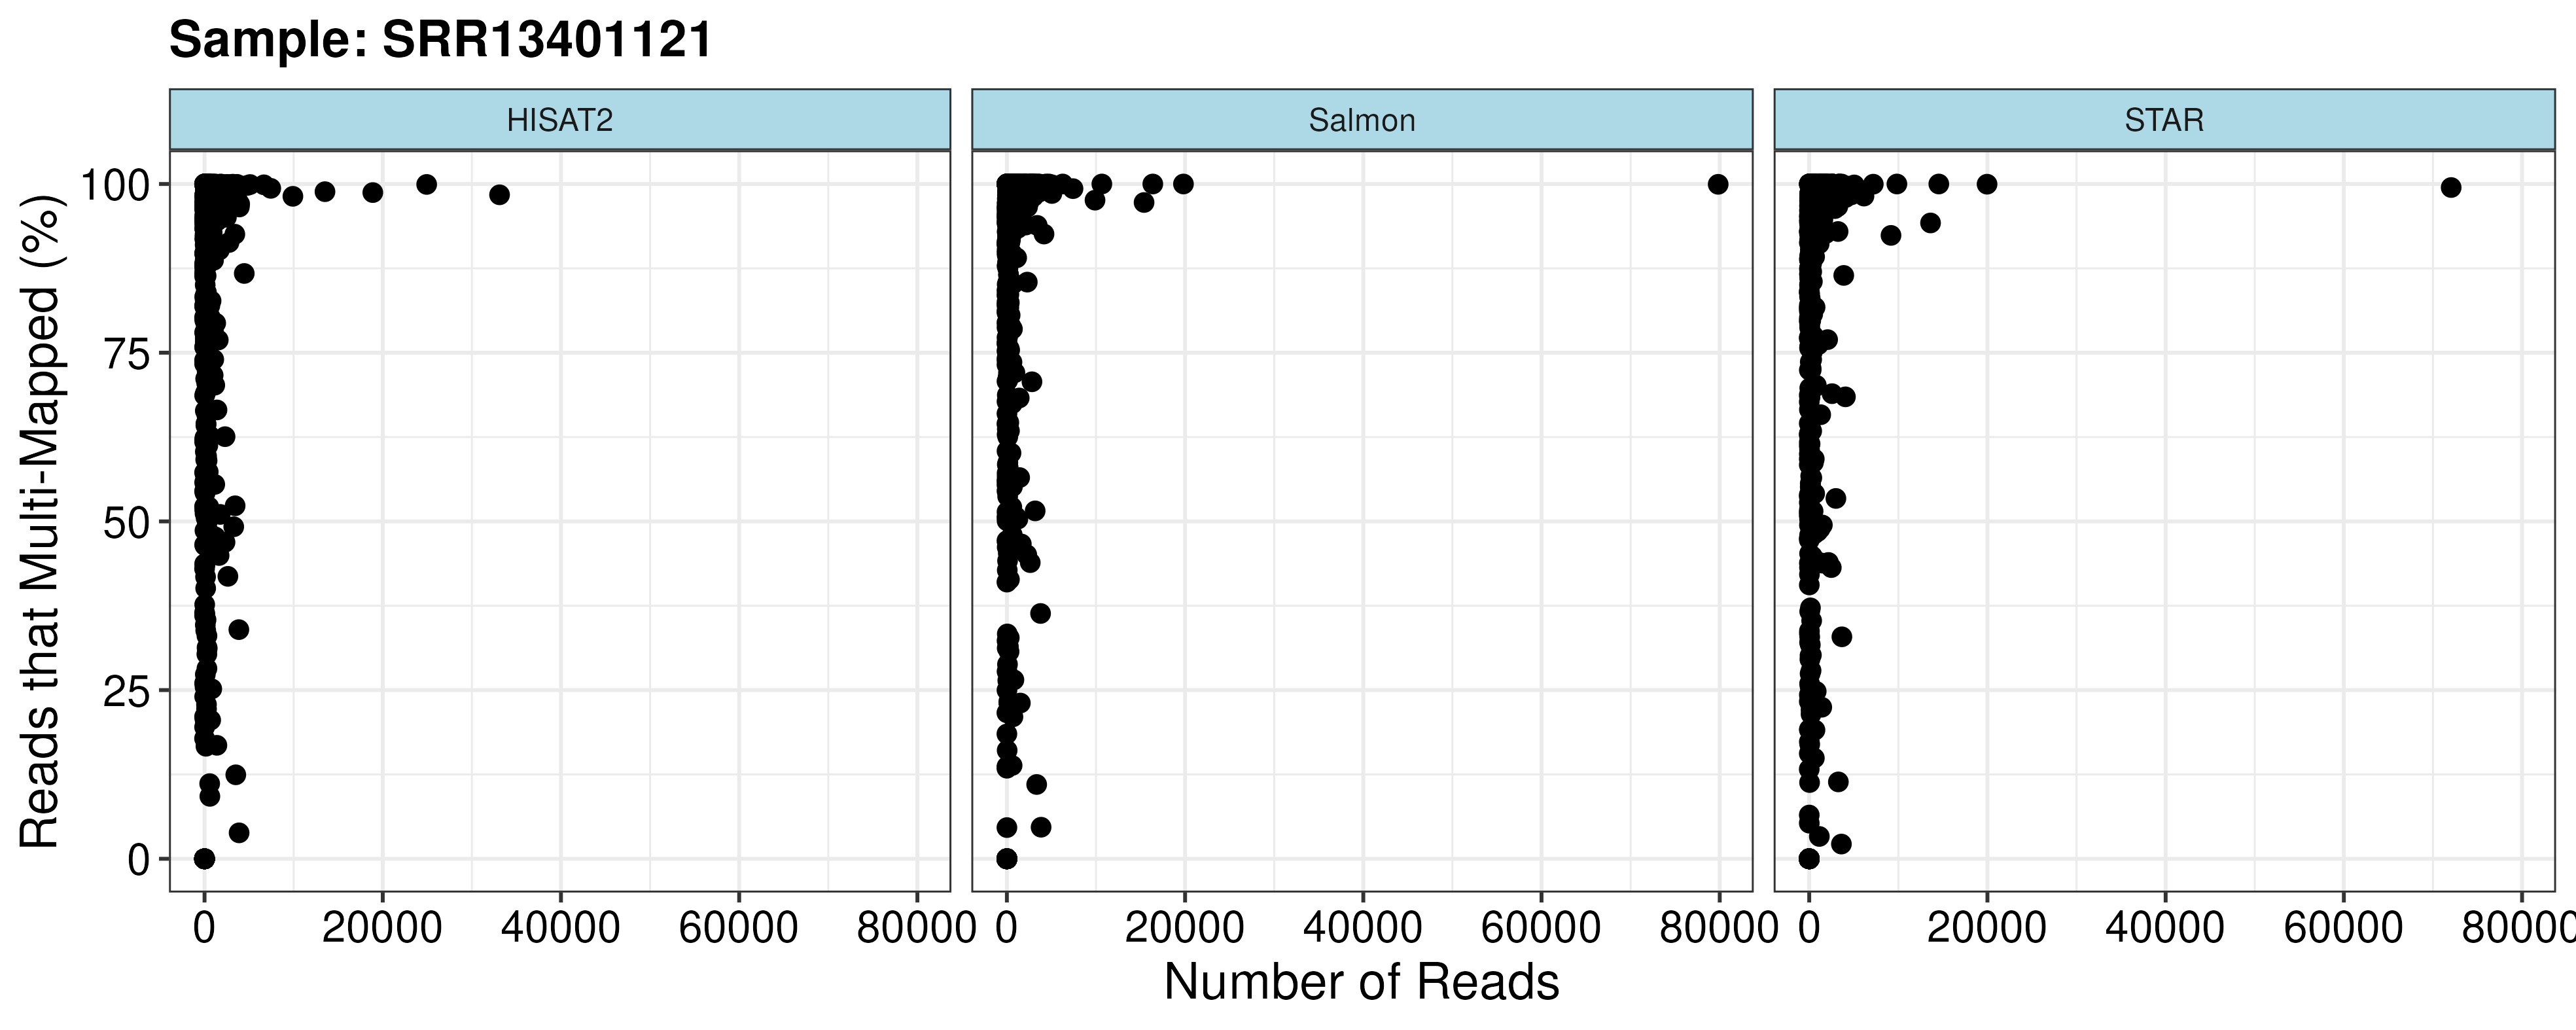 Sample: SRR13401121
HISAT2
Salmon
STAR
Reads that Multi-Mapped (%)
100
75
50
25
0
0 20000 40000 60000 80000
0 20000 40000 60000 80000
0 20000 40000 60000 80000
Number of Reads